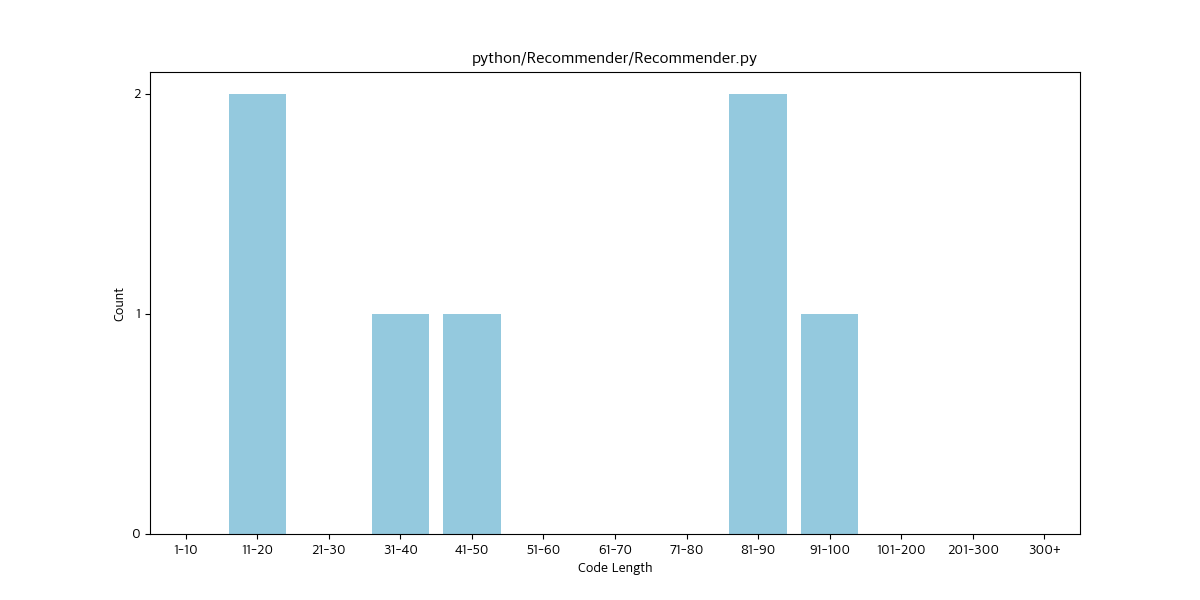 python/Recommender/Recommender.py
Count
2
1
0
1-10 11-20 21-30 31-40 41-50 51-60 61-70 71-80 81-90 91-100 101-200 201-300 300+
Code Length